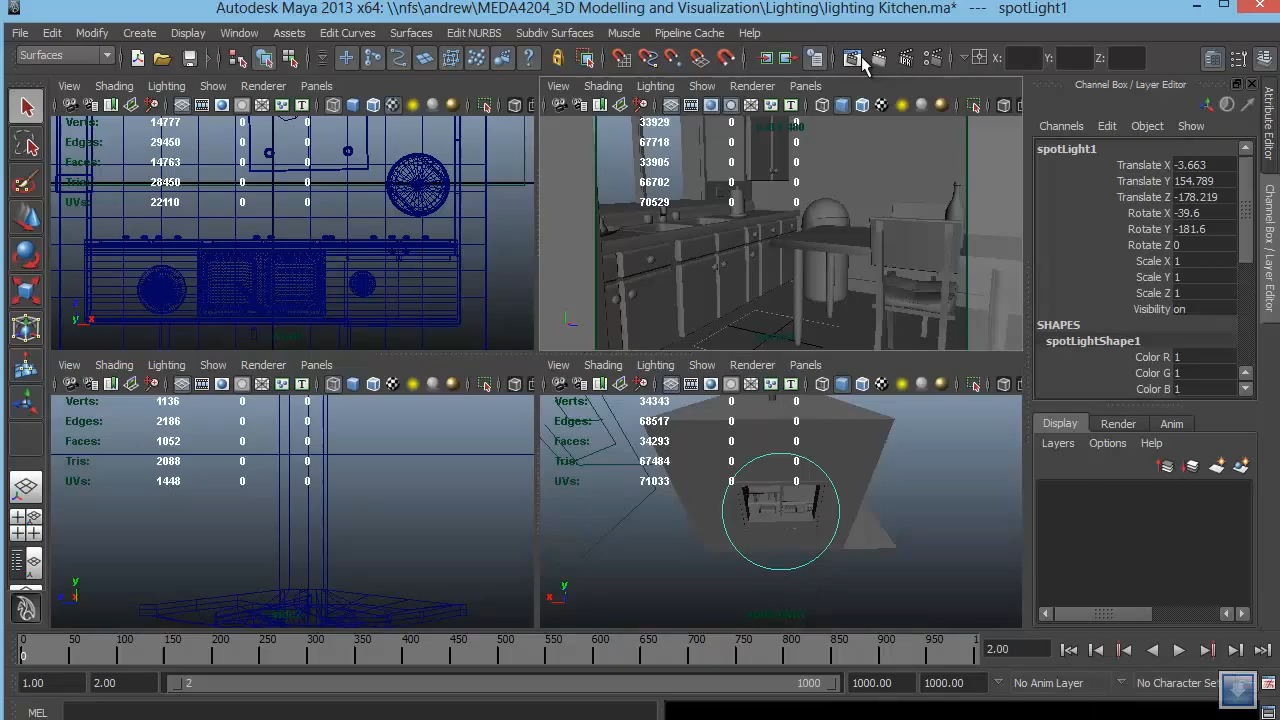 Autodesk Maya 2013 x64: \\nfs\andrew\MEDA4204_3D Modelling and Visualization\Lighting\lighting Kitchen.ma* --- spotLight1
File Edit Modify Create Display Window Assets Edit Curves Surfaces Edit NURBS Subdiv Surfaces Muscle Pipeline Cache Help
Surfaces X: Y: Z:
View Shading Lighting Show Renderer Panels
Verts: 14777 0 0
Edges: 29450 0 0
Faces: 14763 0 0
Tris: 28450 0 0
UVs: 22110 0 0
View Shading Lighting Show Renderer Panels
33929 0 0
67718 0 0
33905 0 0
66702 0 0
70529 0 0
View Shading Lighting Show Renderer Panels
Verts: 1136 0 0
Edges: 2186 0 0
Faces: 1052 0 0
Tris: 2088 0 0
UVs: 1448 0 0
View Shading Lighting Show Renderer Panels
Verts: 34343 0 0
Edges: 68517 0 0
Faces: 34293 0 0
Tris: 67484 0 0
UVs: 71033 0 0
Channel Box / Layer Editor
Channels Edit Object Show
spotLight1
Translate X -3.663
Translate Y 154.789
Translate Z -178.219
Rotate X -39.6
Rotate Y -181.6
Rotate Z 0
Scale X 1
Scale Y 1
Scale Z 1
Visibility on
SHAPES
spotLightShape1
Color R 1
Color G 1
Color B 1
Display Render Anim
Layers Options Help
Attribute Editor
Channel Box / Layer Editor
0 50 100 150 200 250 300 350 400 450 500 550 600 650 700 750 800 850 900 950 1
0
2.00
1.00 2.00 2 1000 1000.00 1000.00 No Anim Layer No Character Set
MEL